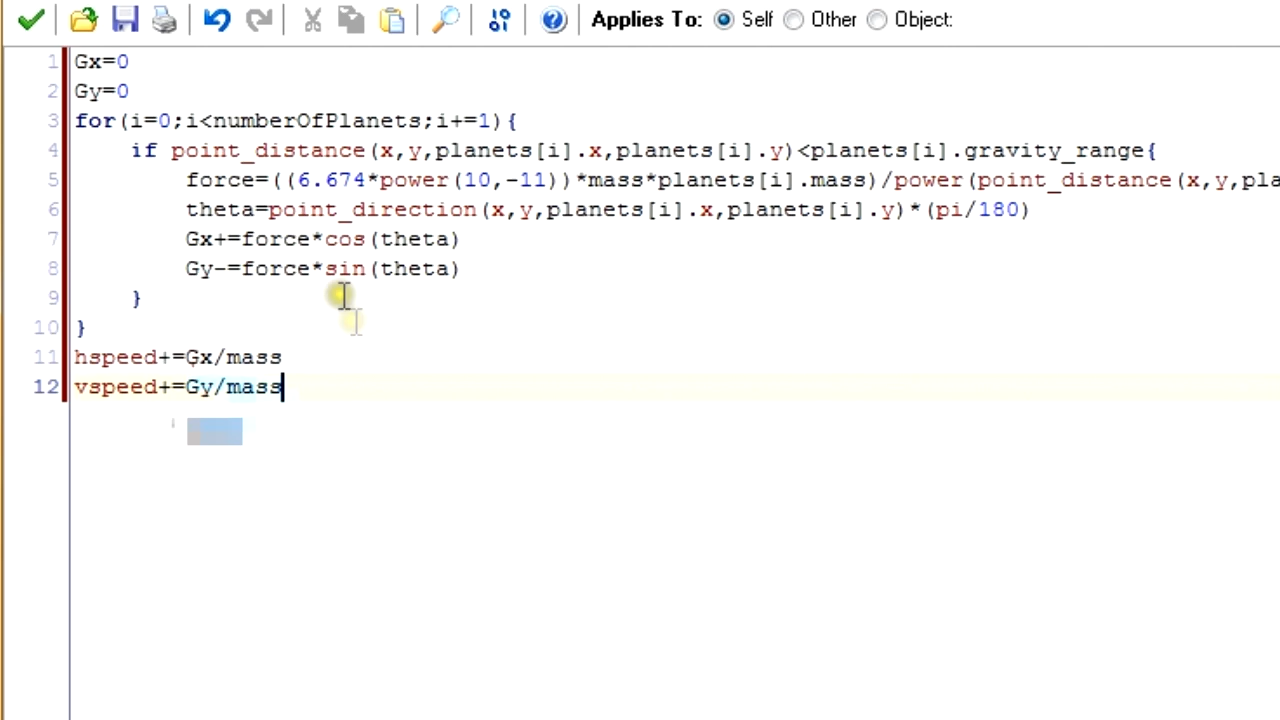 Applies To: Self Other Object:
1 Gx=0
2 Gy=0
3 for(i=0;i<numberOfPlanets;i+=1){
4 if point_distance(x,y,planets[i].x,planets[i].y)<planets[i].gravity_range{
5 force=((6.674*power(10,-11))*mass*planets[i].mass)/power(point_distance(x,y,pla
6 theta=point_direction(x,y,planets[i].x,planets[i].y)*(pi/180)
7 Gx+=force*cos(theta)
8 Gy-=force*sin(theta)
9 }
10 }
11 hspeed+=Gx/mass
12 vspeed+=Gy/mass